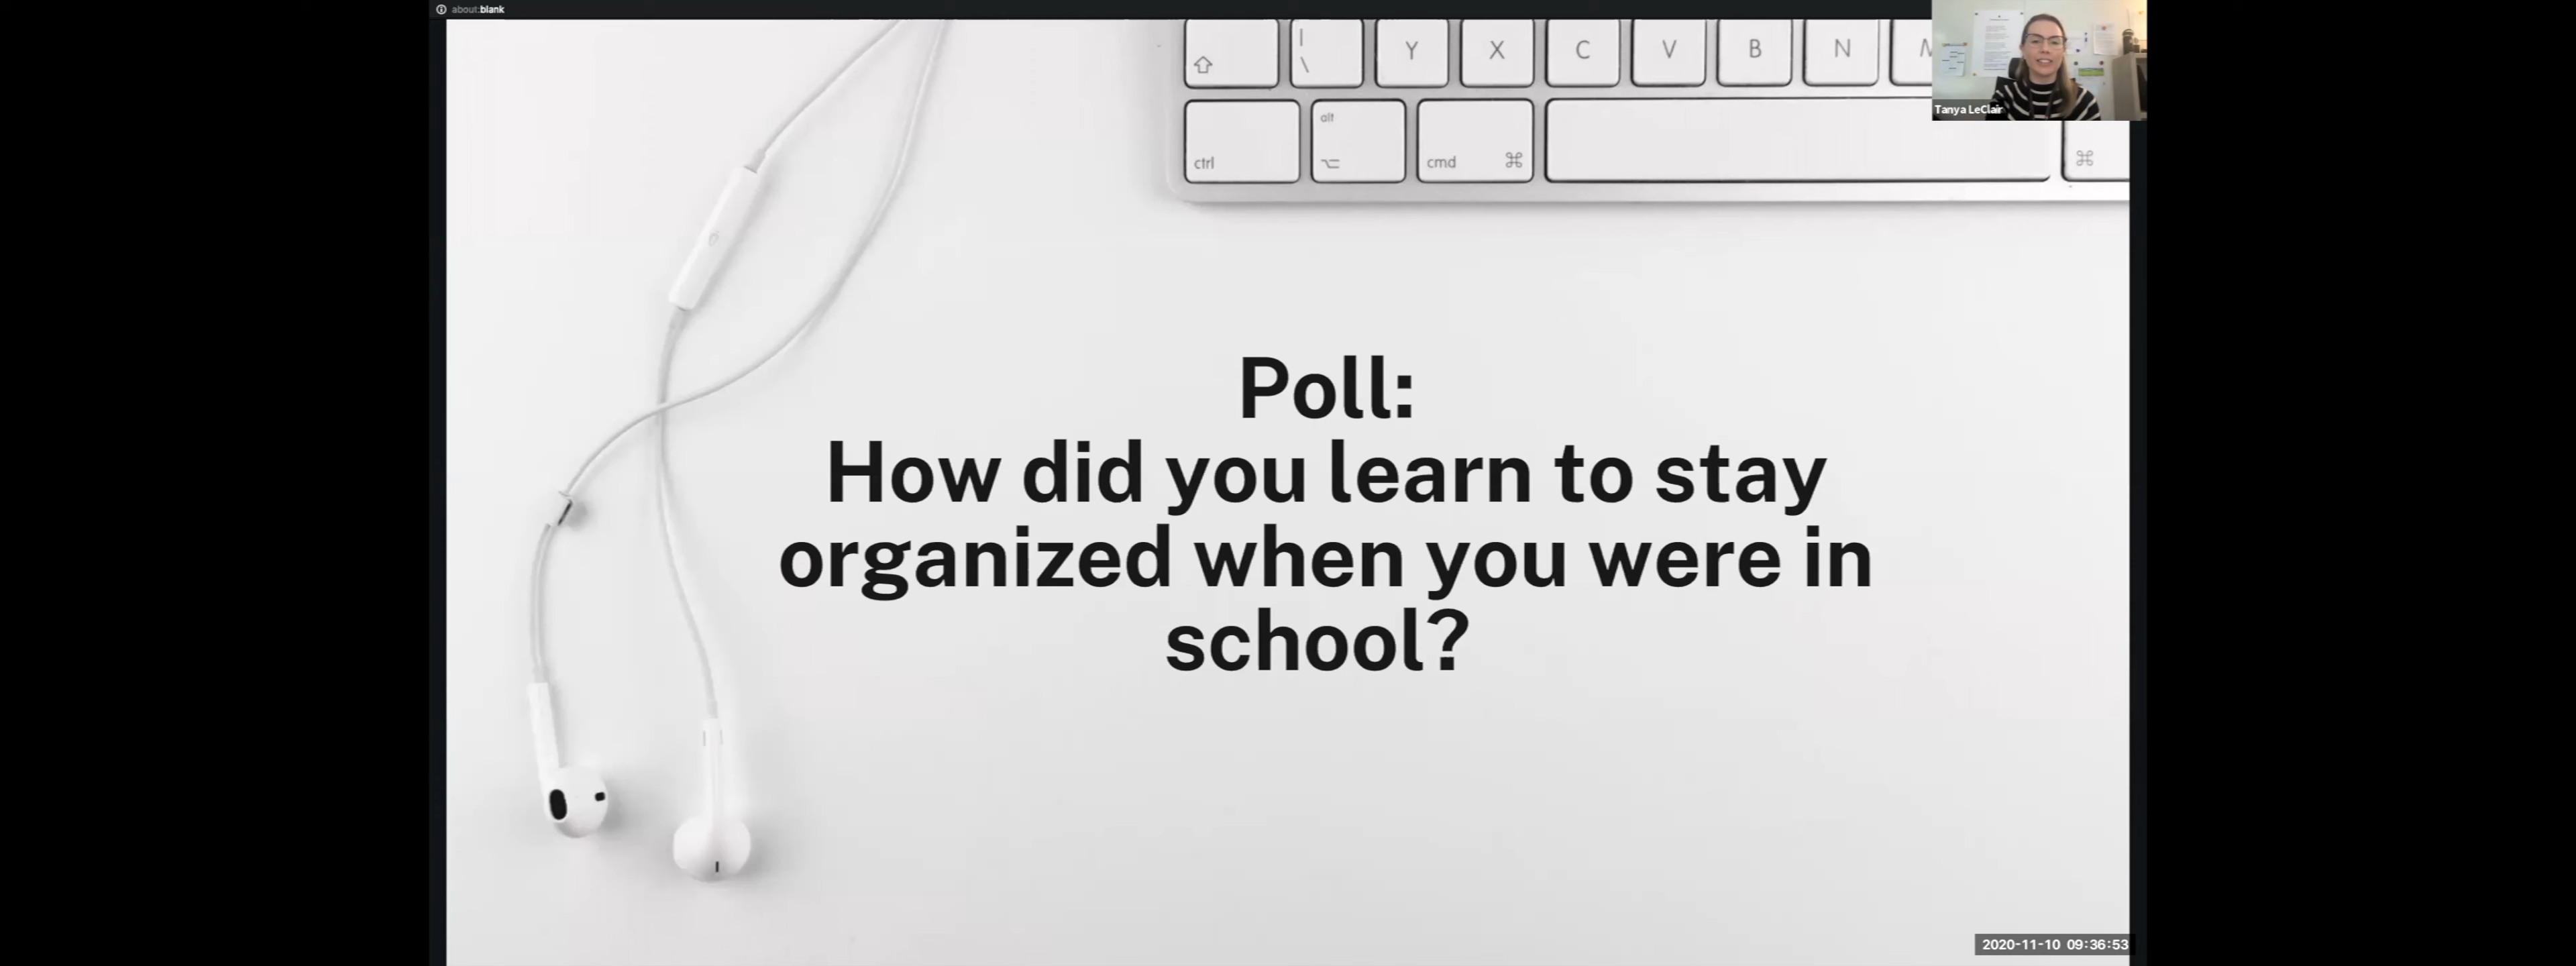 about:blank
|
\
Y
X
C
V
B
N
alt
ctrl
cmd ⌘
⌘
Tanya LeClair
Poll:
How did you learn to stay
organized when you were in
school?
2020-11-10 09:36:53